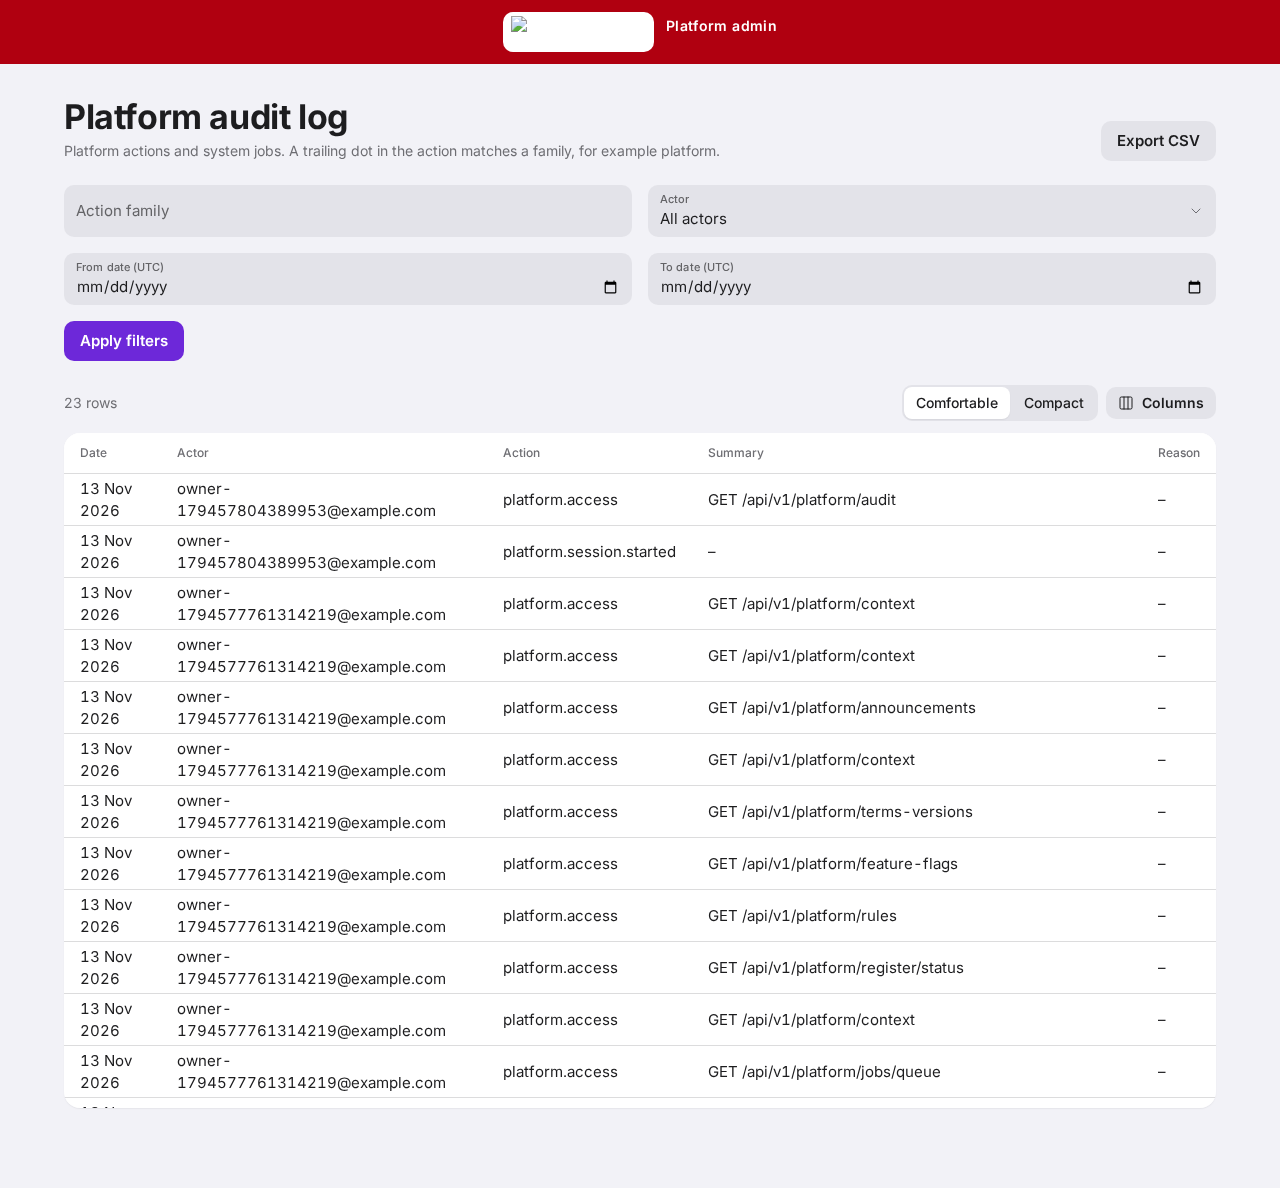 Platform admin
Platform audit log
Platform actions and system jobs. A trailing dot in the action matches a family, for example platform.
Export CSV
Action family
Actor
All actors
From date (UTC)
mm/dd/yyyy
To date (UTC)
mm/dd/yyyy
Apply filters
23 rows
Comfortable
Compact
Columns
Date Actor Action Summary Reason
13 Nov 2026 owner-179457804389953@example.com platform.access GET /api/v1/platform/audit –
13 Nov 2026 owner-179457804389953@example.com platform.session.started – –
13 Nov 2026 owner-1794577761314219@example.com platform.access GET /api/v1/platform/context –
13 Nov 2026 owner-1794577761314219@example.com platform.access GET /api/v1/platform/context –
13 Nov 2026 owner-1794577761314219@example.com platform.access GET /api/v1/platform/announcements –
13 Nov 2026 owner-1794577761314219@example.com platform.access GET /api/v1/platform/context –
13 Nov 2026 owner-1794577761314219@example.com platform.access GET /api/v1/platform/terms-versions –
13 Nov 2026 owner-1794577761314219@example.com platform.access GET /api/v1/platform/feature-flags –
13 Nov 2026 owner-1794577761314219@example.com platform.access GET /api/v1/platform/rules –
13 Nov 2026 owner-1794577761314219@example.com platform.access GET /api/v1/platform/register/status –
13 Nov 2026 owner-1794577761314219@example.com platform.access GET /api/v1/platform/context –
13 Nov 2026 owner-1794577761314219@example.com platform.access GET /api/v1/platform/jobs/queue –